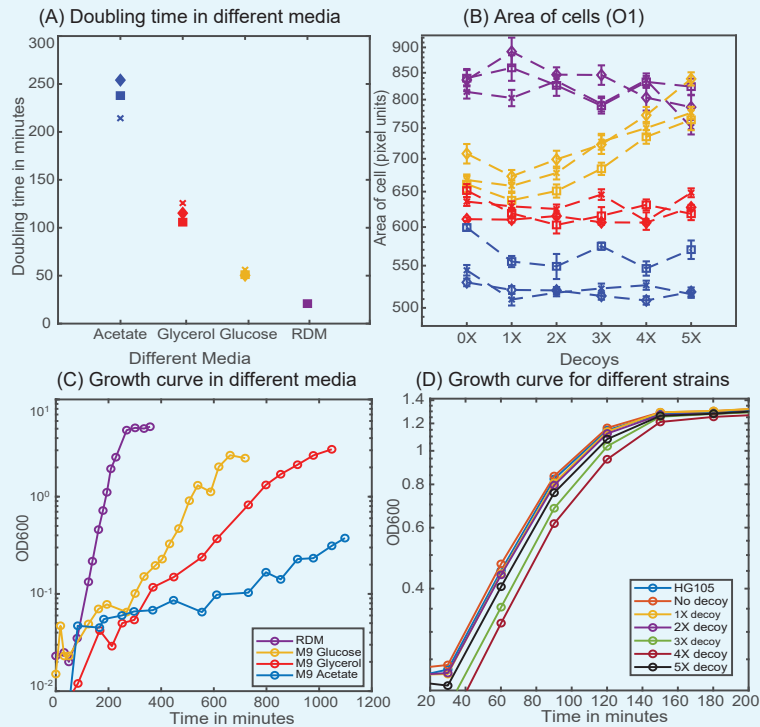 (A) Doubling time in different media
Doubling time in minutes
300
250
200
150
100
50
0
Acetate Glycerol Glucose RDM
Different Media
(B) Area of cells (O1)
Area of cell (pixel units)
900
850
800
750
700
650
600
550
500
0X 1X 2X 3X 4X 5X
Decoys
(C) Growth curve in different media
OD600
10^1
10^0
10^-1
10^-2
0 200 400 600 800 1000 1200
Time in minutes
RDM
M9 Glucose
M9 Glycerol
M9 Acetate
(D) Growth curve for different strains
OD600
1.4
1.2
1.0
0.8
0.6
0.4
20 40 60 80 100 120 140 160 180 200
Time in minutes
HG105
No decoy
1X decoy
2X decoy
3X decoy
4X decoy
5X decoy